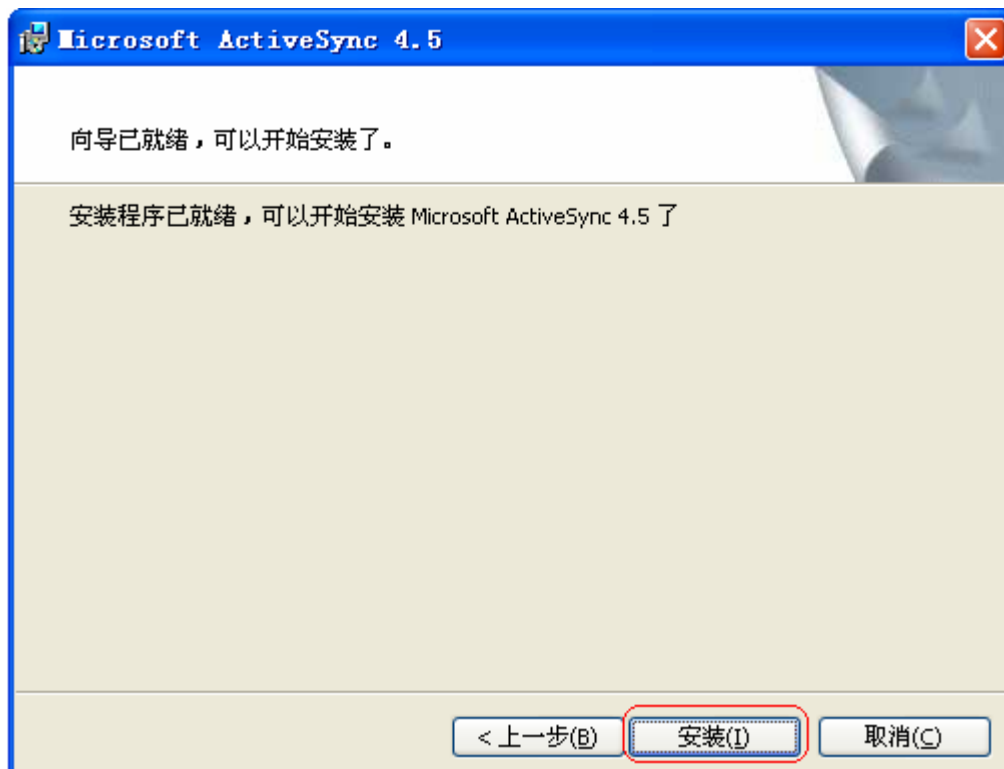 Microsoft ActiveSync 4.5
向导已就绪，可以开始安装了。
安装程序已就绪，可以开始安装 Microsoft ActiveSync 4.5 了
< 上一步(B)
安装(I)
取消(C)